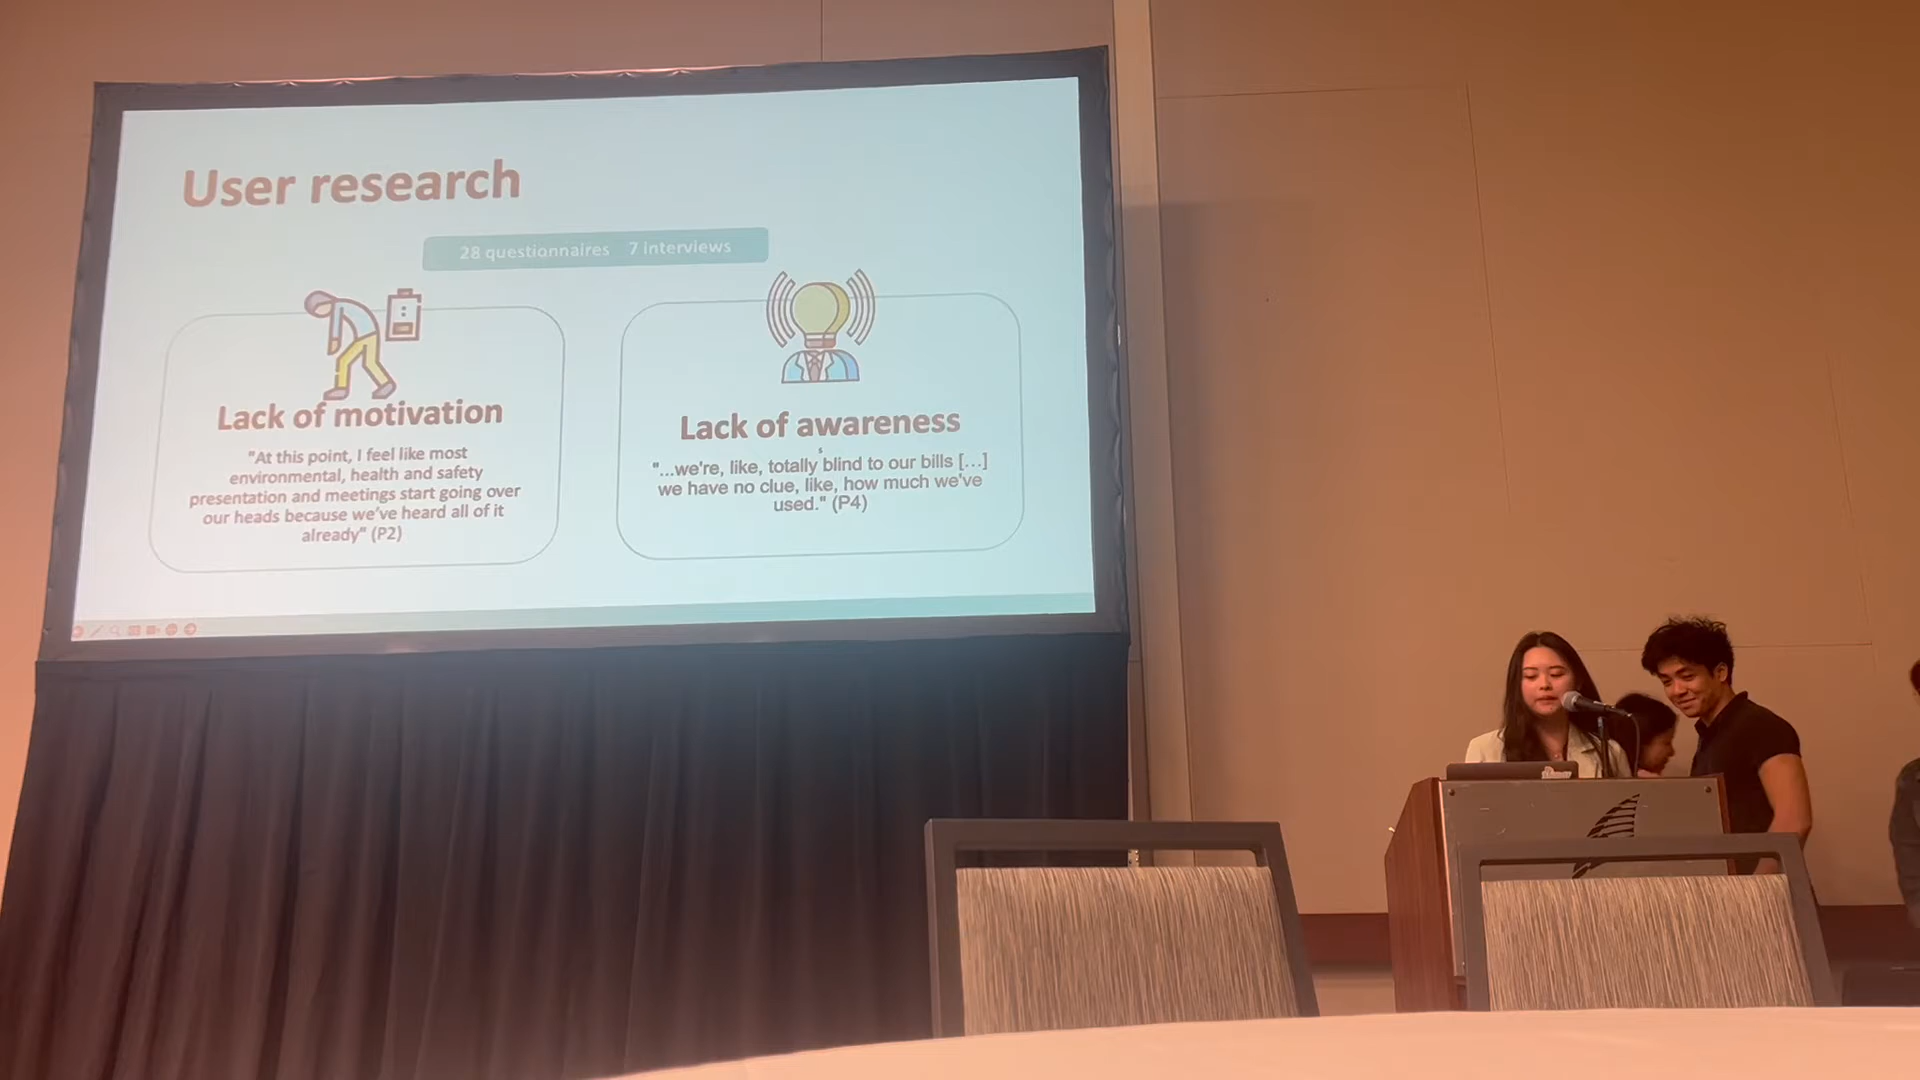 User research
28 questionnaires 7 interviews
Lack of motivation
"At this point, I feel like most
environmental, health and safety
presentation and meetings start going over
our heads because we've heard all of it
already" (P2)
Lack of awareness
s
"...we're, like, totally blind to our bills [...]
we have no clue, like, how much we've
used." (P4)